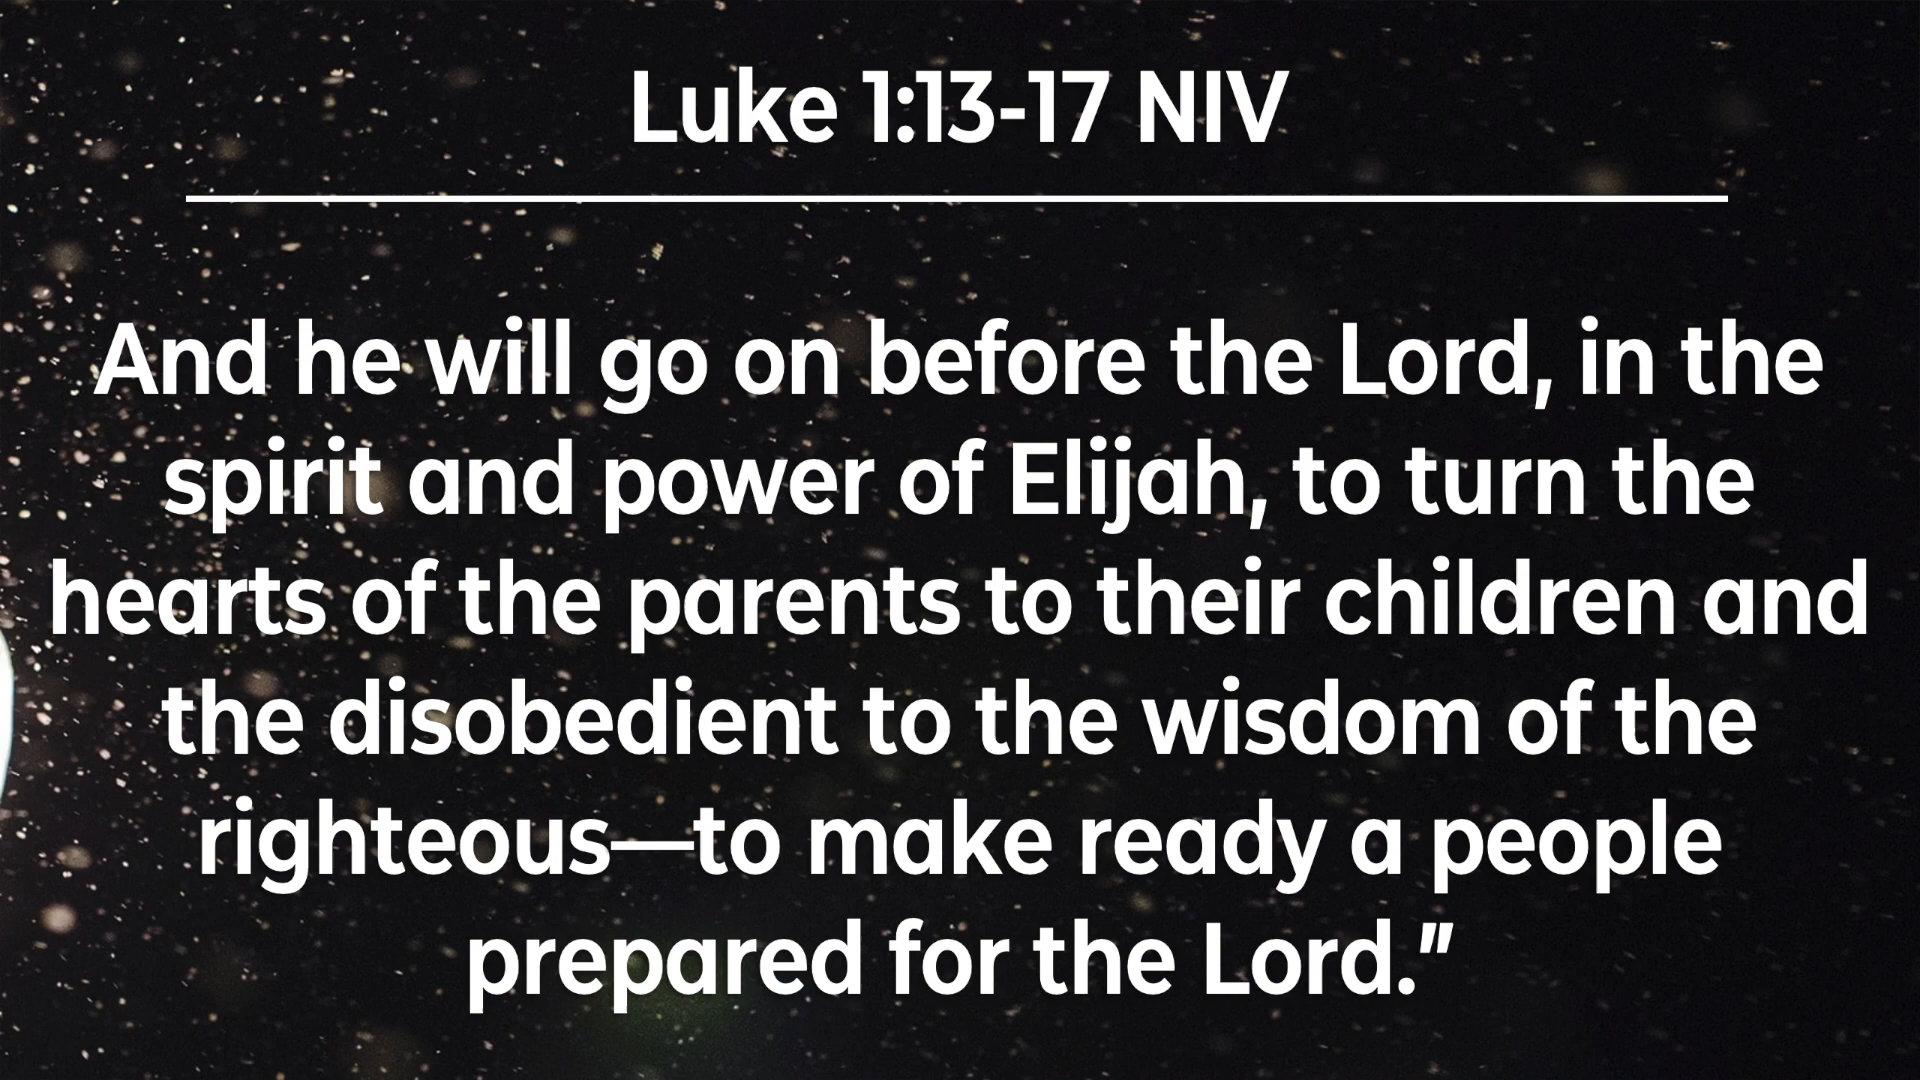 Luke 1:13-17 NIV
And he will go on before the Lord, in the
spirit and power of Elijah, to turn the
hearts of the parents to their children and
the disobedient to the wisdom of the
righteous—to make ready a people
prepared for the Lord.”